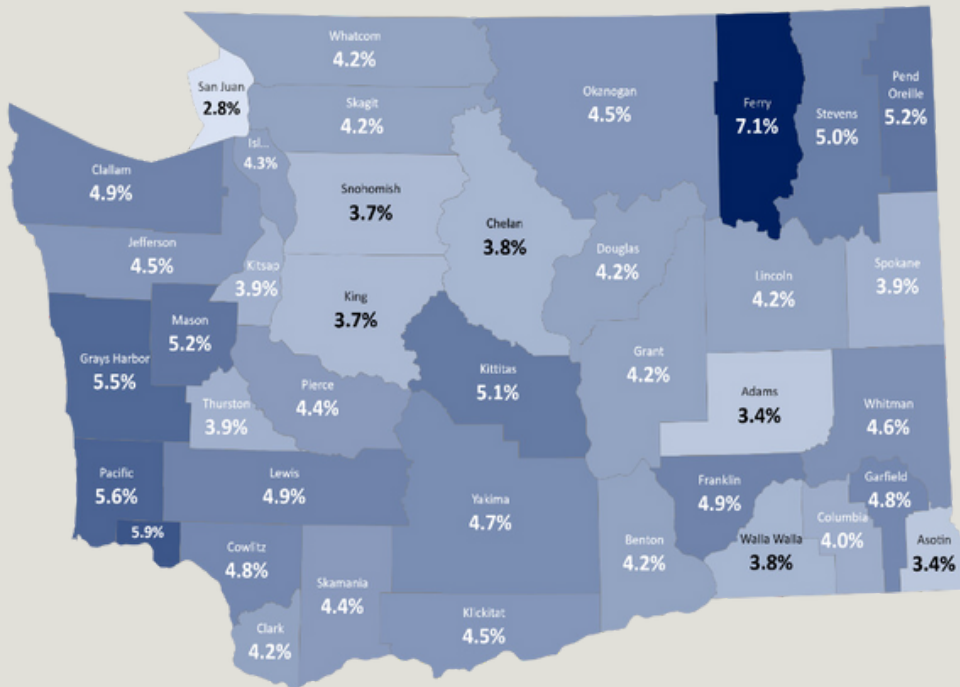 Whatcom
4.2%
San Juan
2.8%
Skagit
4.2%
Okanogan
4.5%
Ferry
7.1%
Stevens
5.0%
Pend
Oreille
5.2%
Isl...
4.3%
Clallam
4.9%
Snohomish
3.7%
Chelan
3.8%
Jefferson
4.5%
Kitsap
3.9%
Douglas
4.2%
Lincoln
4.2%
Spokane
3.9%
King
3.7%
Mason
5.2%
Grays Harbor
5.5%
Kittitas
5.1%
Grant
4.2%
Pierce
4.4%
Thurston
3.9%
Adams
3.4%
Whitman
4.6%
Pacific
5.6%
Lewis
4.9%
Yakima
4.7%
Franklin
4.9%
Garfield
4.8%
5.9%
Cowlitz
4.8%
Skamania
4.4%
Benton
4.2%
Walla Walla
3.8%
Columbia
4.0%
Asotin
3.4%
Clark
4.2%
Klickitat
4.5%